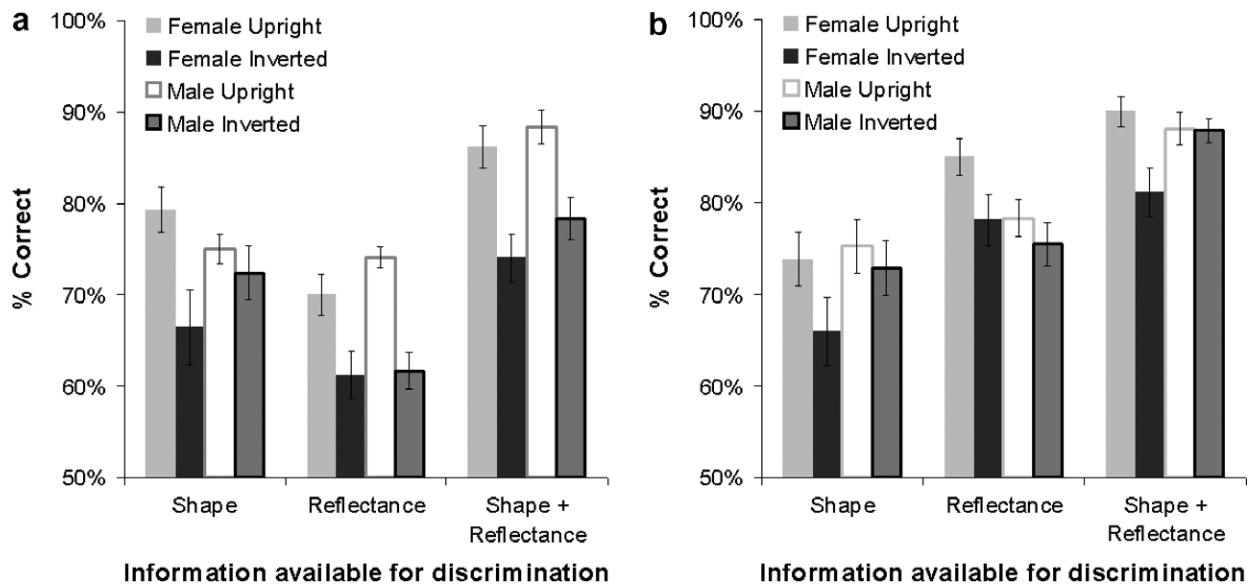 a
100%
90%
80%
70%
60%
50%
% Correct
Female Upright
Female Inverted
Male Upright
Male Inverted
Shape
Reflectance
Shape +
Reflectance
Information available for discrimination
b
100%
90%
80%
70%
60%
50%
% Correct
Female Upright
Female Inverted
Male Upright
Male Inverted
Shape
Reflectance
Shape +
Reflectance
Information available for discrimination